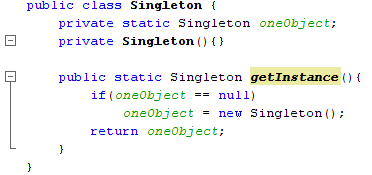 public class Singleton {
    private static Singleton oneObject;
    private Singleton(){}

    public static Singleton getInstance(){
        if(oneObject == null)
            oneObject = new Singleton();
        return oneObject;
    }
}